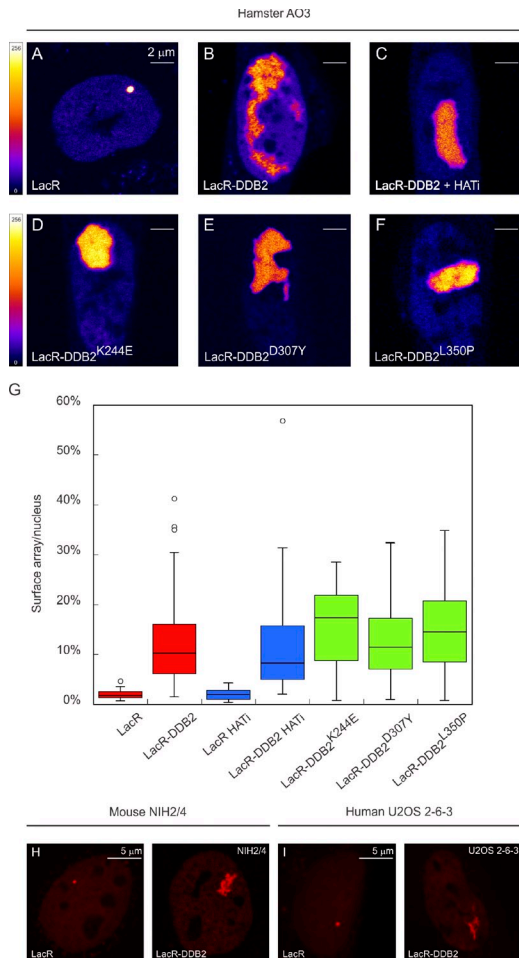 Hamster AO3
256
A
2 μm
LacR
B
LacR-DDB2
C
LacR-DDB2 + HATi
0
256
D
LacR-DDB2K244E
E
LacR-DDB2D307Y
F
LacR-DDB2L350P
0
G
60%
50%
40%
30%
20%
10%
0%
Surface array/nucleus
LacR
LacR-DDB2
LacR HATi
LacR-DDB2 HATi
LacR-DDB2K244E
LacR-DDB2D307Y
LacR-DDB2L350P
Mouse NIH2/4
Human U2OS 2-6-3
H
5 μm
LacR
NIH2/4
LacR-DDB2
I
5 μm
LacR
U2OS 2-6-3
LacR-DDB2